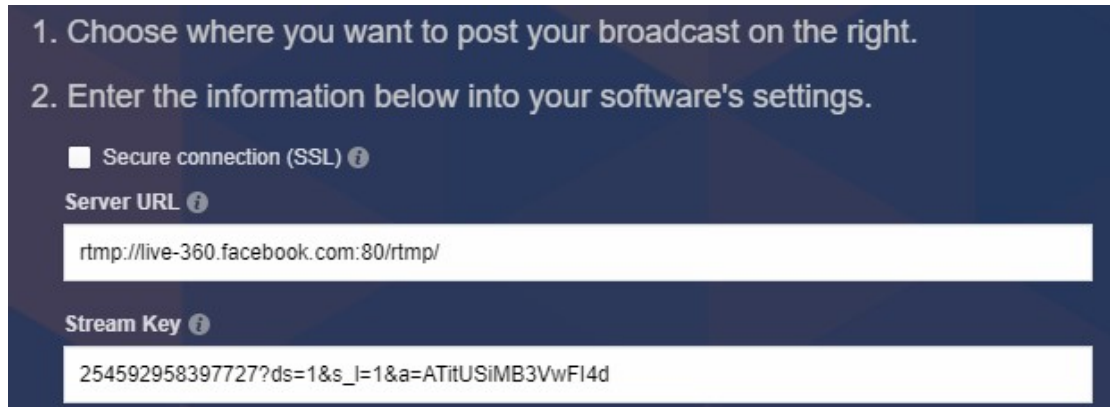 1. Choose where you want to post your broadcast on the right.
2. Enter the information below into your software's settings.
Secure connection (SSL)
Server URL
rtmp://live-360.facebook.com:80/rtmp/
Stream Key
254592958397727?ds=1&s_l=1&a=ATitUSiMB3VwFI4d